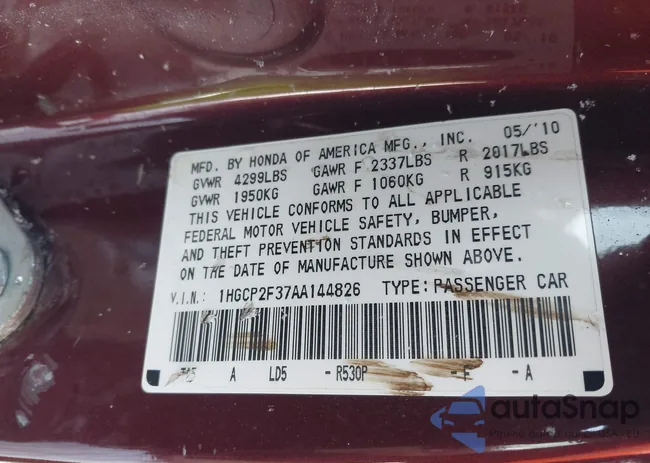 MFD. BY HONDA OF AMERICA MFG., INC. 05/'10
GVWR 4299LBS GAWR F 2337LBS R 2017LBS
GVWR 1950KG GAWR F 1060KG R 915KG
THIS VEHICLE CONFORMS TO ALL APPLICABLE
FEDERAL MOTOR VEHICLE SAFETY, BUMPER,
AND THEFT PREVENTION STANDARDS IN EFFECT
ON THE DATE OF MANUFACTURE SHOWN ABOVE.
V.I.N.: 1HGCP2F37AA144826 TYPE: PASSENGER CAR
A LD5 -R530P -E -A
autoSnap